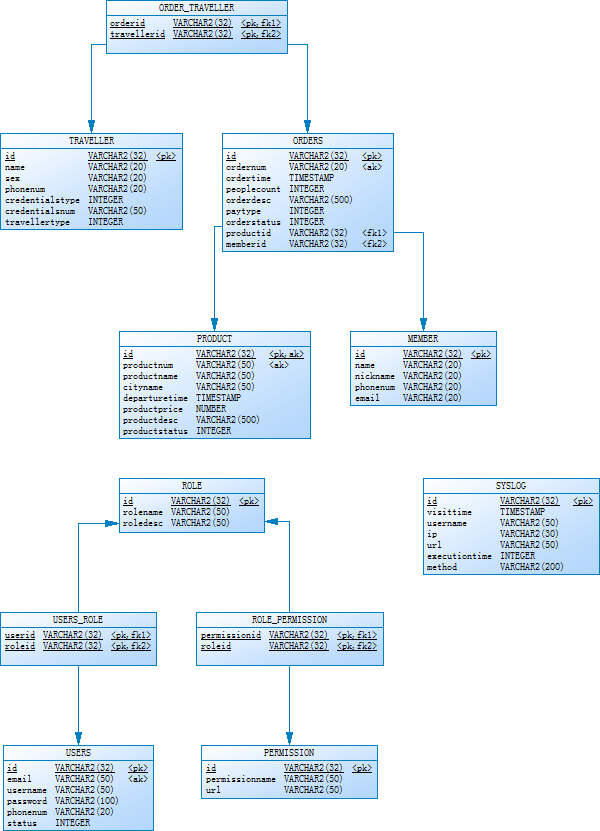 ORDER_TRAVELLER
orderid VARCHAR2(32) <pk,fk1>
travellerid VARCHAR2(32) <pk,fk2>
TRAVELLER
id VARCHAR2(32) <pk>
name VARCHAR2(20)
sex VARCHAR2(20)
phonenum VARCHAR2(20)
credentialstype INTEGER
credentialsnum VARCHAR2(50)
travellertype INTEGER
ORDERS
id VARCHAR2(32) <pk>
ordernum VARCHAR2(20) <ak>
ordertime TIMESTAMP
peoplecount INTEGER
orderdesc VARCHAR2(500)
paytype INTEGER
orderstatus INTEGER
productid VARCHAR2(32) <fk1>
memberid VARCHAR2(32) <fk2>
PRODUCT
id VARCHAR2(32) <pk,ak>
productnum VARCHAR2(50) <ak>
productname VARCHAR2(50)
cityname VARCHAR2(50)
departuretime TIMESTAMP
productprice NUMBER
productdesc VARCHAR2(500)
productstatus INTEGER
MEMBER
id VARCHAR2(32) <pk>
name VARCHAR2(20)
nickname VARCHAR2(20)
phonenum VARCHAR2(20)
email VARCHAR2(20)
ROLE
id VARCHAR2(32) <pk>
rolename VARCHAR2(50)
roledesc VARCHAR2(50)
SYSLOG
id VARCHAR2(32) <pk>
visittime TIMESTAMP
username VARCHAR2(50)
ip VARCHAR2(30)
url VARCHAR2(50)
executiontime INTEGER
method VARCHAR2(200)
USERS_ROLE
userid VARCHAR2(32) <pk,fk1>
roleid VARCHAR2(32) <pk,fk2>
ROLE_PERMISSION
permissionid VARCHAR2(32) <pk,fk1>
roleid VARCHAR2(32) <pk,fk2>
USERS
id VARCHAR2(32) <pk>
email VARCHAR2(50) <ak>
username VARCHAR2(50)
password VARCHAR2(100)
phonenum VARCHAR2(20)
status INTEGER
PERMISSION
id VARCHAR2(32) <pk>
permissionname VARCHAR2(50)
url VARCHAR2(50)